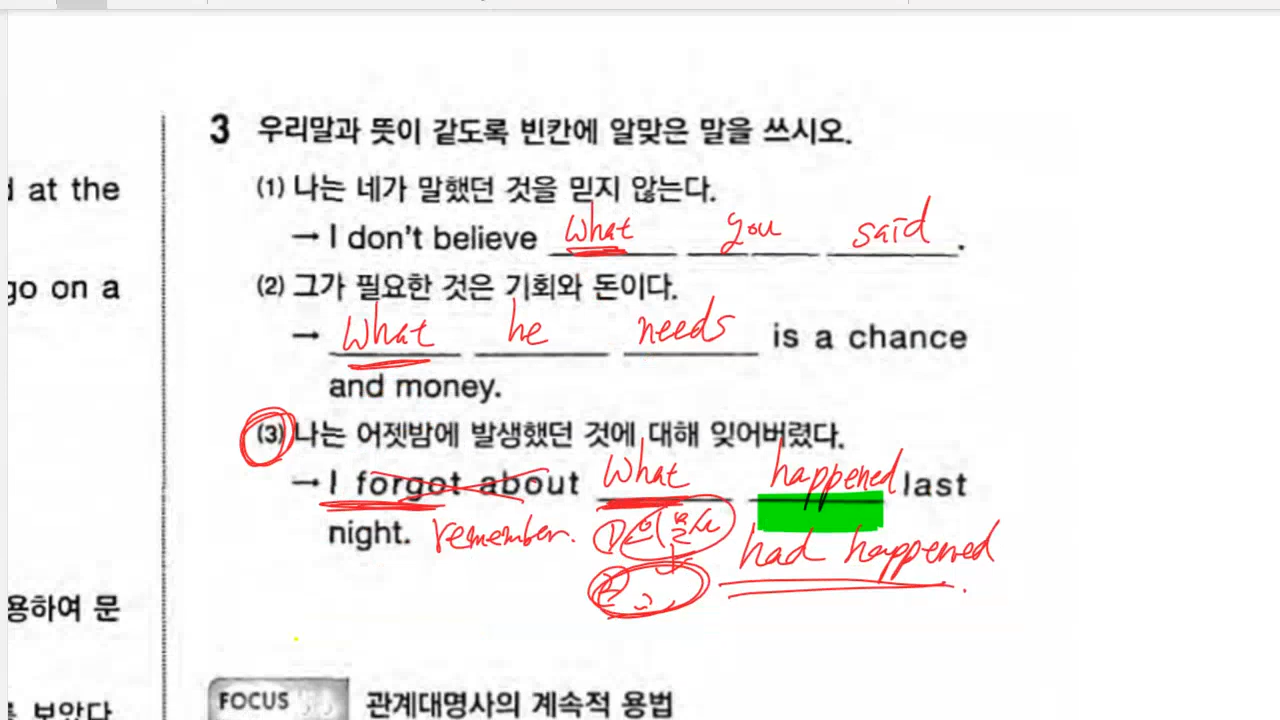 3 우리말과 뜻이 같도록 빈칸에 알맞은 말을 쓰시오.
(1) 나는 네가 말했던 것을 믿지 않는다.
d at the
→ I don't believe what you said .
go on a
(2) 그가 필요한 것은 기회와 돈이다.
→ What he needs is a chance
and money.
(3) 나는 어젯밤에 발생했던 것에 대해 잊어버렸다.
→ I forgot about what happened last
night. remember.
had happened
용하여 문
FOCUS 관계대명사의 계속적 용법
보았다.